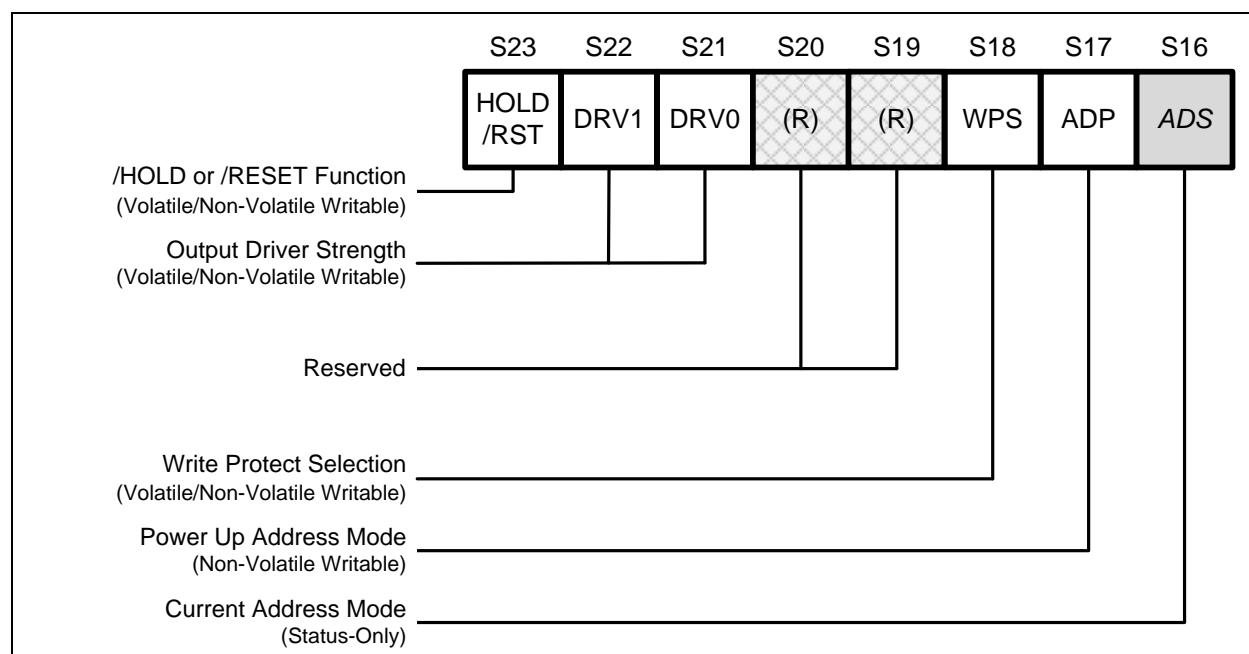 S23 S22 S21 S20 S19 S18 S17 S16
HOLD
/RST
DRV1 DRV0 (R) (R) WPS ADP ADS
/HOLD or /RESET Function
(Volatile/Non-Volatile Writable)
Output Driver Strength
(Volatile/Non-Volatile Writable)
Reserved
Write Protect Selection
(Volatile/Non-Volatile Writable)
Power Up Address Mode
(Non-Volatile Writable)
Current Address Mode
(Status-Only)